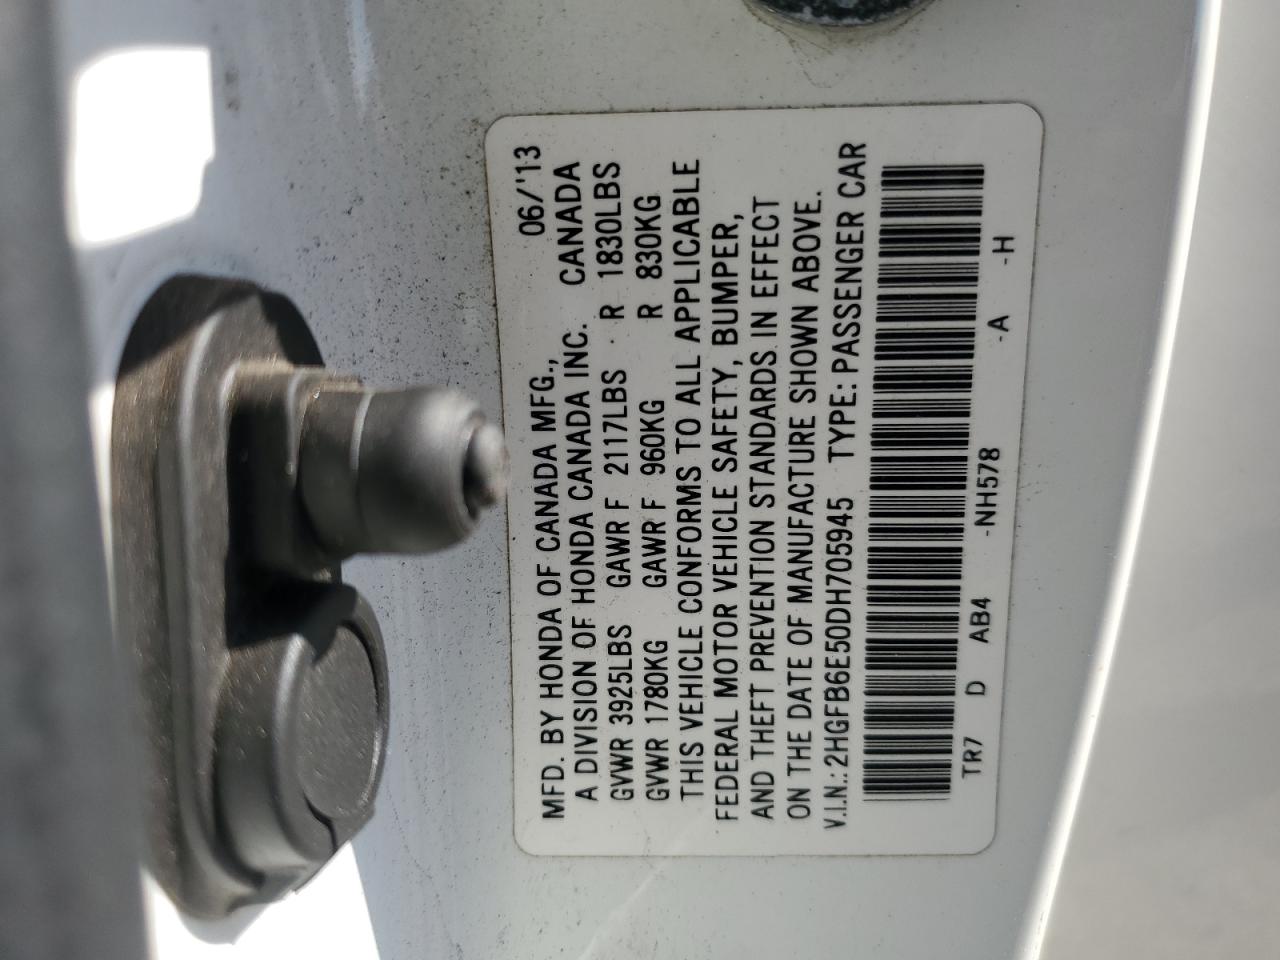 MFD. BY HONDA OF CANADA MFG., 06/'13
A DIVISION OF HONDA CANADA INC. CANADA
GVWR 3925LBS GAWR F 2117LBS R 1830LBS
GVWR 1780KG GAWR F 960KG R 830KG
THIS VEHICLE CONFORMS TO ALL APPLICABLE
FEDERAL MOTOR VEHICLE SAFETY, BUMPER,
AND THEFT PREVENTION STANDARDS IN EFFECT
ON THE DATE OF MANUFACTURE SHOWN ABOVE.
V.I.N.: 2HGFB6E50DH705945 TYPE: PASSENGER CAR
TR7 D AB4 -NH578 -A -H